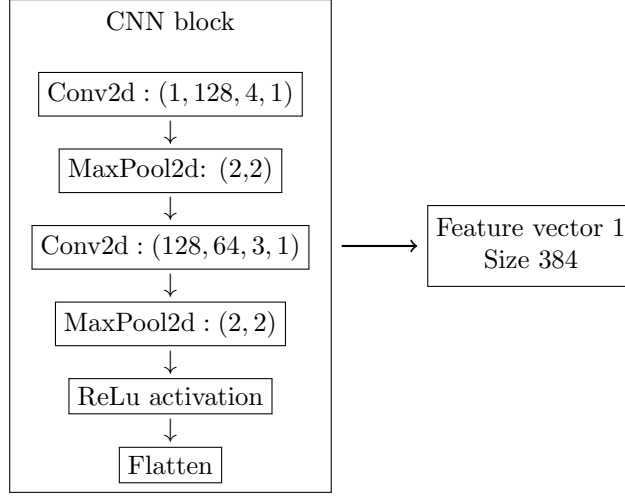 CNN block
Conv2d : (1, 128, 4, 1)
MaxPool2d: (2,2)
Conv2d : (128, 64, 3, 1)
MaxPool2d : (2, 2)
ReLu activation
Flatten
Feature vector 1
Size 384